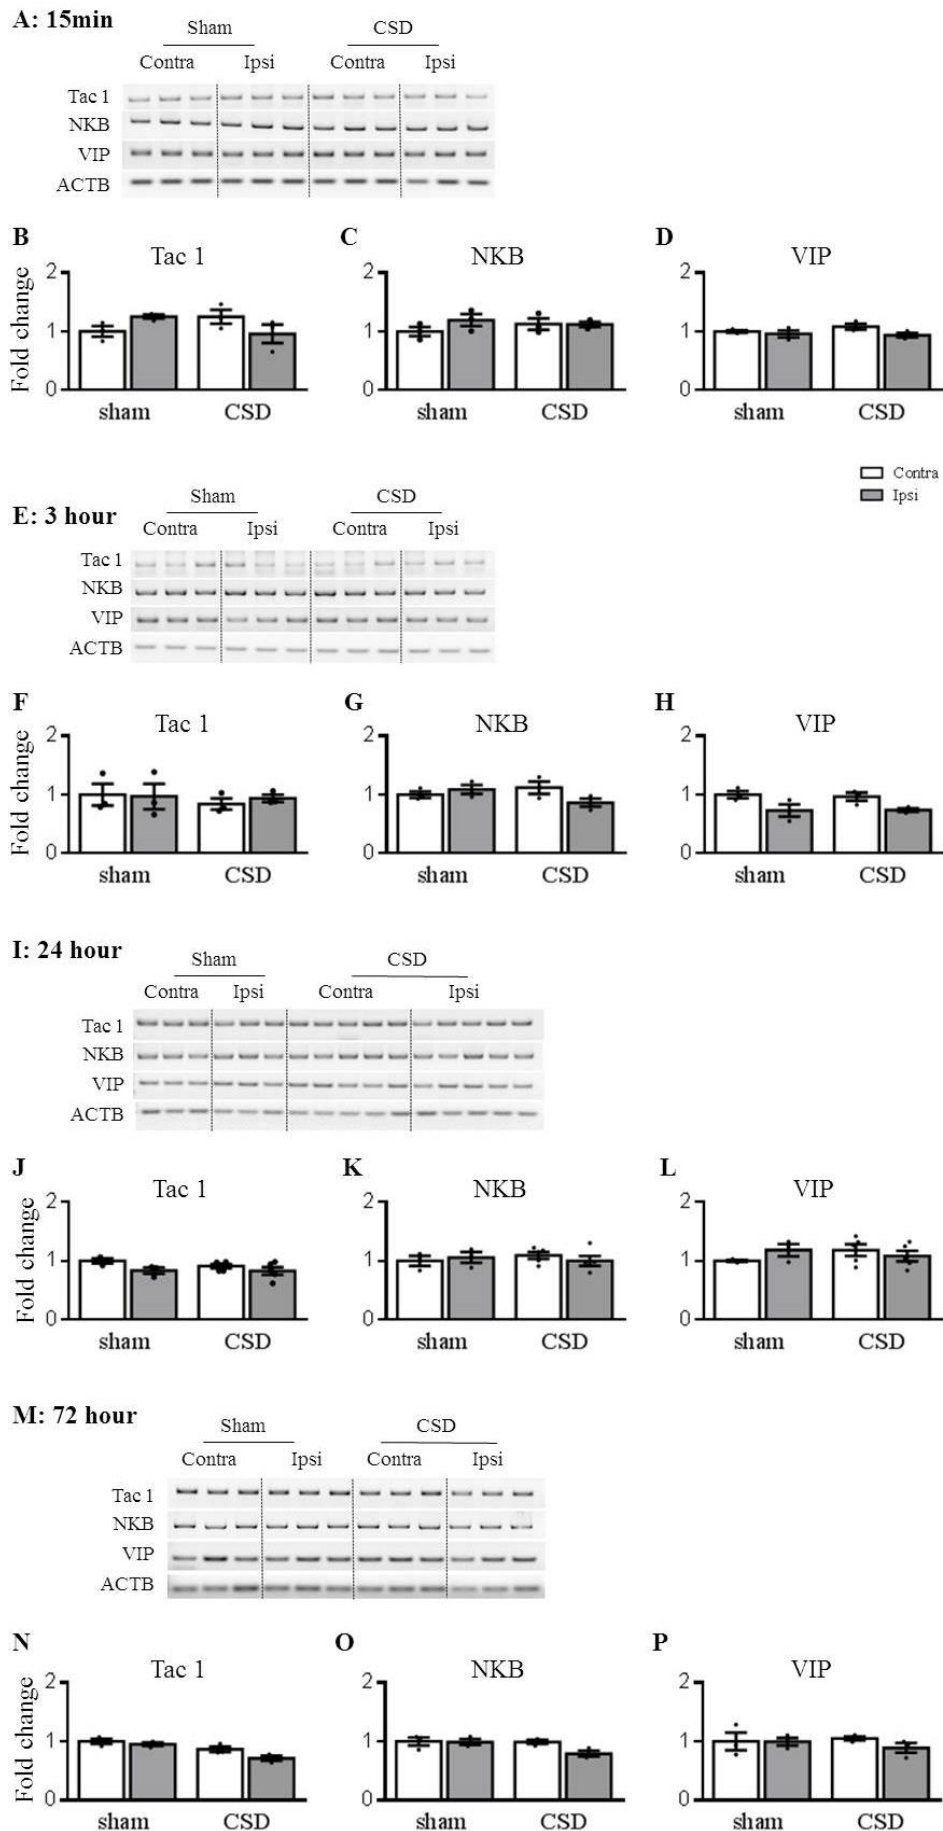 A: 15min
Sham CSD
Contra Ipsi Contra Ipsi
Tac 1
NKB
VIP
ACTB
B C D
Tac 1 NKB VIP
Fold change
2 2 2
1 1 1
0 0 0
sham CSD sham CSD sham CSD
Contra
Ipsi
E: 3 hour
Sham CSD
Contra Ipsi Contra Ipsi
Tac 1
NKB
VIP
ACTB
F G H
Tac 1 NKB VIP
Fold change
2 2 2
1 1 1
0 0 0
sham CSD sham CSD sham CSD
I: 24 hour
Sham CSD
Contra Ipsi Contra Ipsi
Tac 1
NKB
VIP
ACTB
J K L
Tac 1 NKB VIP
Fold change
2 2 2
1 1 1
0 0 0
sham CSD sham CSD sham CSD
M: 72 hour
Sham CSD
Contra Ipsi Contra Ipsi
Tac 1
NKB
VIP
ACTB
N O P
Tac 1 NKB VIP
Fold change
2 2 2
1 1 1
0 0 0
sham CSD sham CSD sham CSD